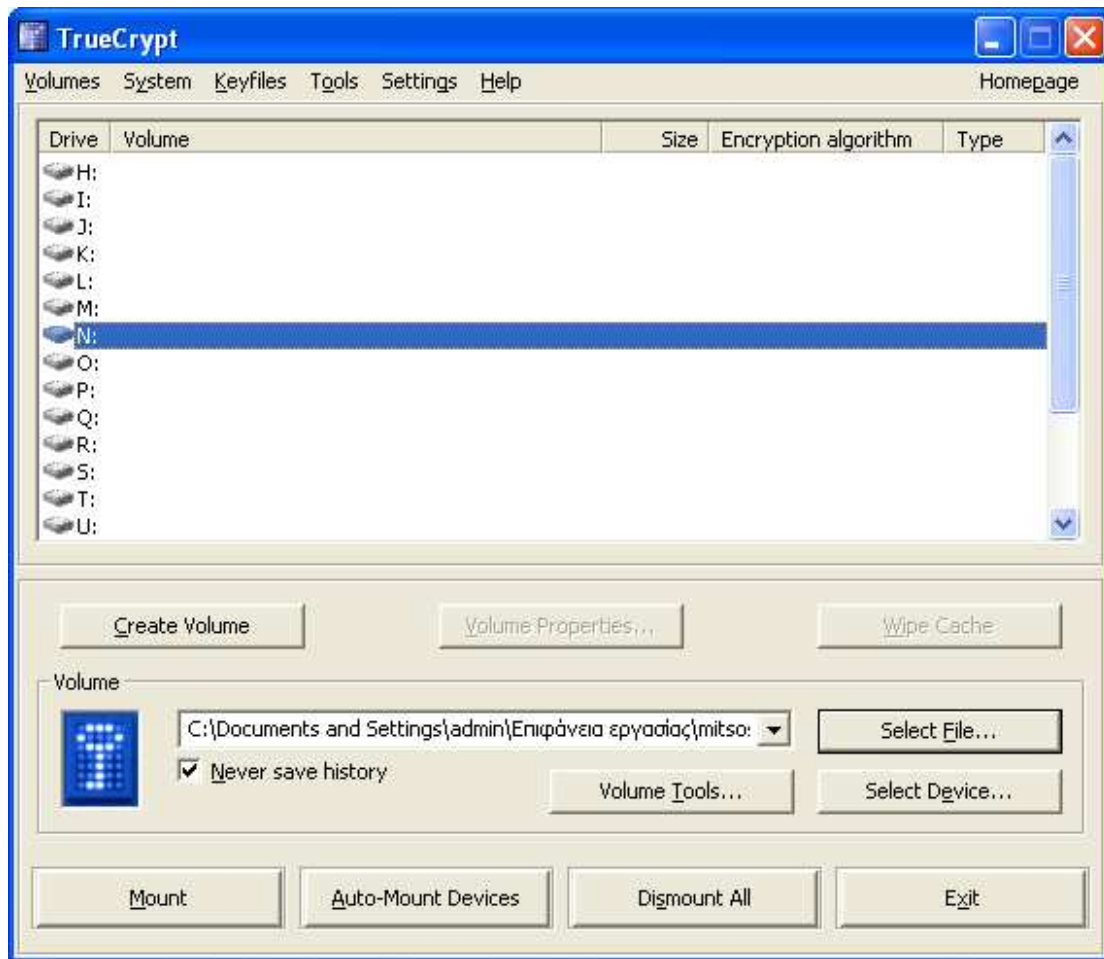 TrueCrypt
Volumes System Keyfiles Tools Settings Help Homepage
Drive Volume Size Encryption algorithm Type
H:
I:
J:
K:
L:
M:
N:
O:
P:
Q:
R:
S:
T:
U:
Create Volume Volume Properties... Wipe Cache
Volume
C:\Documents and Settings\admin\Επιφάνεια εργασίας\mitsos Select File...
Never save history
Volume Tools... Select Device...
Mount Auto-Mount Devices Dismount All Exit